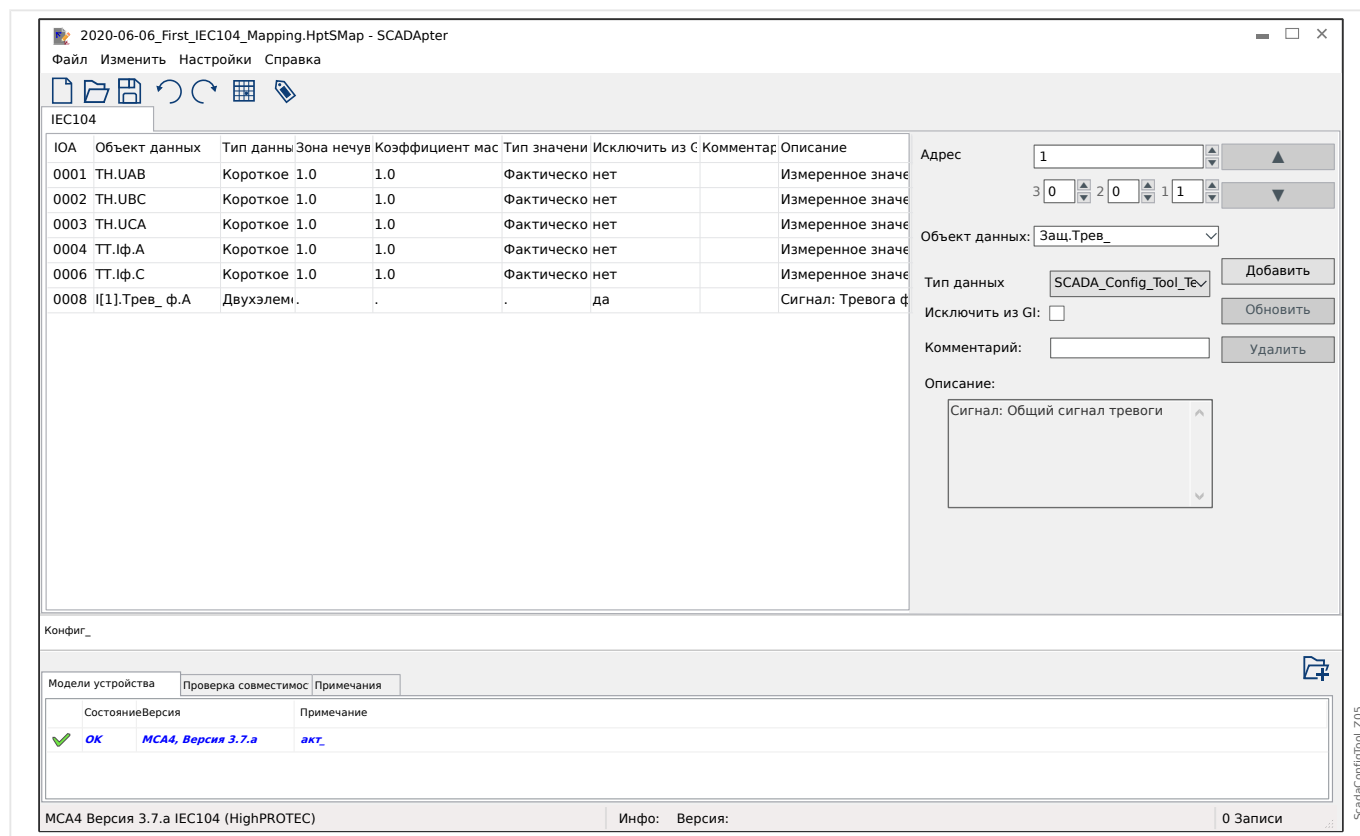 2020-06-06_First_IEC104_Mapping.HptSMap - SCADApter
Файл Изменить Настройки Справка
IEC104
IOA Объект данных Тип данны Зона нечув Коэффициент мас Тип значени Исключить из G Комментар Описание
0001 ТН.UAB Короткое 1.0 1.0 Фактическо нет Измеренное значе
0002 ТН.UBC Короткое 1.0 1.0 Фактическо нет Измеренное значе
0003 ТН.UCA Короткое 1.0 1.0 Фактическо нет Измеренное значе
0004 ТТ.Iф.A Короткое 1.0 1.0 Фактическо нет Измеренное значе
0006 ТТ.Iф.C Короткое 1.0 1.0 Фактическо нет Измеренное значе
0008 I[1].Трев_ ф.A Двухэлем . . . да Сигнал: Тревога ф
Адрес 1
3 0 2 0 1 1
Объект данных: Защ.Трев_
Добавить
Тип данных SCADA_Config_Tool_Te
Исключить из GI:
Обновить
Комментарий:
Удалить
Описание:
Сигнал: Общий сигнал тревоги
Конфиг_
Модели устройства Проверка совместимос Примечания
Состояние Версия Примечание
OK MCA4, Версия 3.7.a акт_
MCA4 Версия 3.7.a IEC104 (HighPROTEC) Инфо: Версия: 0 Записи
ScadaConfigTool_Z05